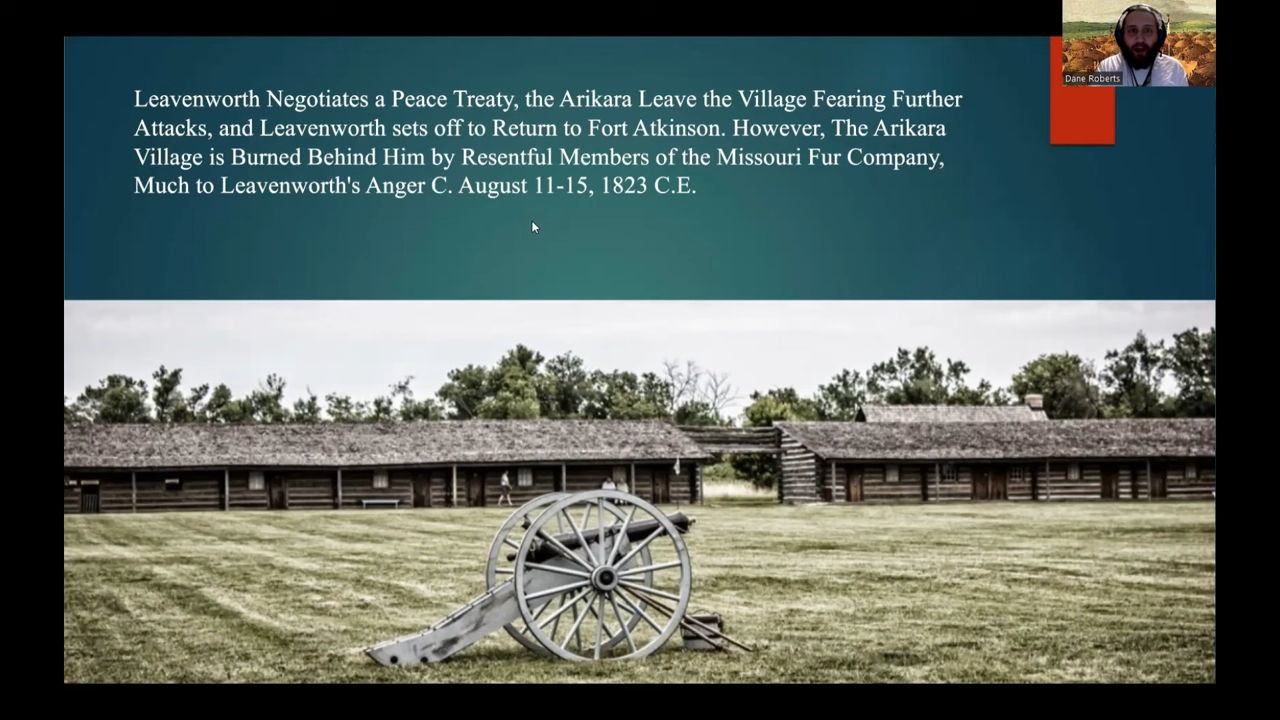 Leavenworth Negotiates a Peace Treaty, the Arikara Leave the Village Fearing Further
Attacks, and Leavenworth sets off to Return to Fort Atkinson. However, The Arikara
Village is Burned Behind Him by Resentful Members of the Missouri Fur Company,
Much to Leavenworth's Anger C. August 11-15, 1823 C.E.
Dane Roberts